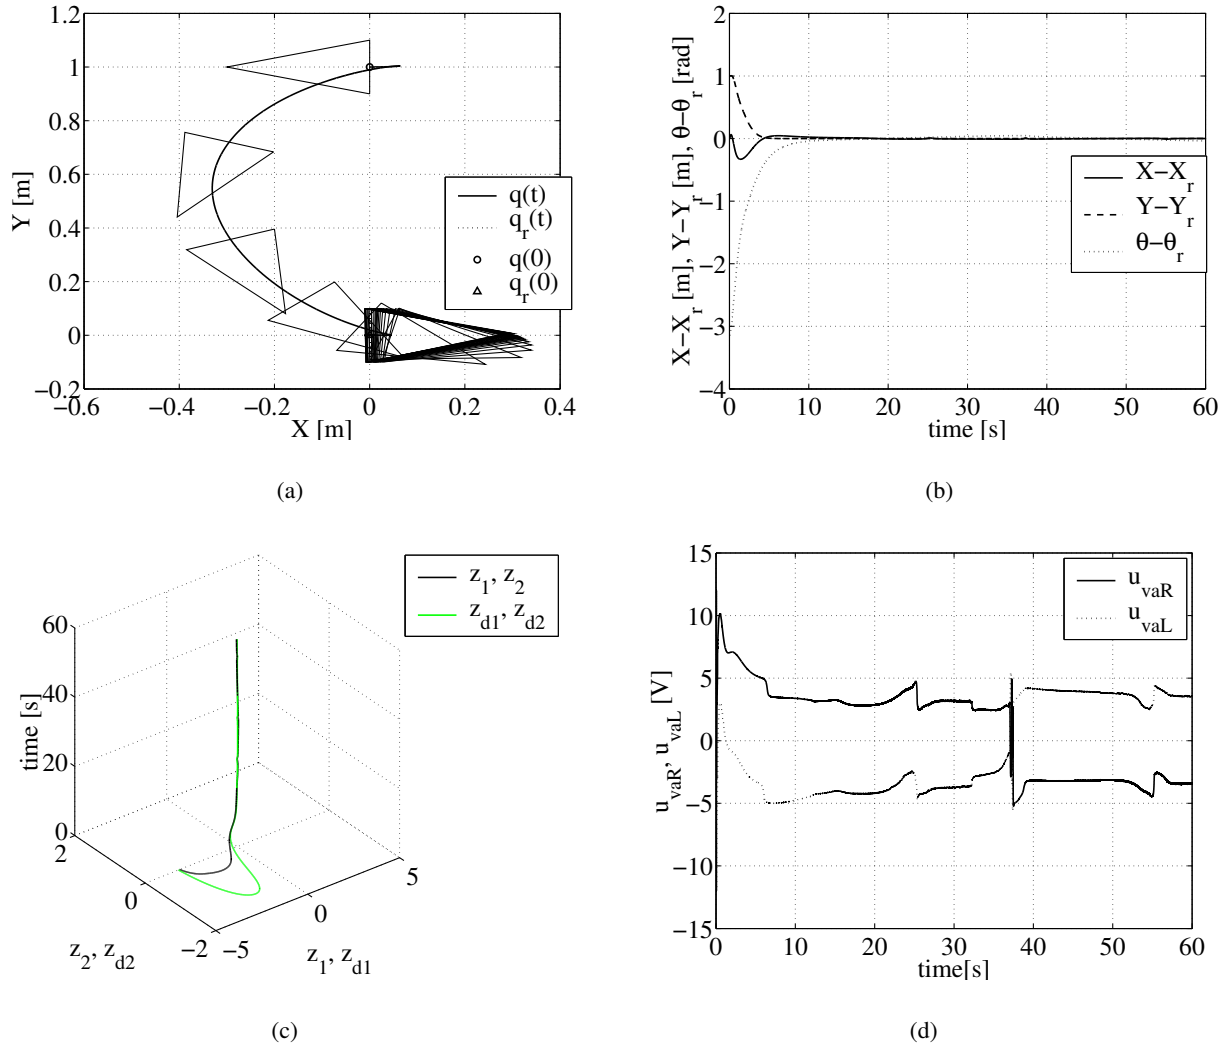 1.2
1
0.8
0.6
0.4
0.2
0
−0.2
−0.6
−0.4
−0.2
0
0.2
0.4
Y [m]
X [m]
q(t)
q_r(t)
q(0)
q_r(0)
(a)
2
1
0
−1
−2
−3
−4
0
10
20
30
40
50
60
X−X_r [m], Y−Y_r [m], θ−θ_r [rad]
time [s]
X−X_r
Y−Y_r
θ−θ_r
(b)
60
40
20
0
2
0
−2
−5
0
5
time [s]
z_2, z_d2
z_1, z_d1
z_1, z_2
z_d1, z_d2
(c)
15
10
5
0
−5
−10
−15
0
10
20
30
40
50
60
u_vaR, u_vaL [V]
time[s]
u_vaR
u_vaL
(d)